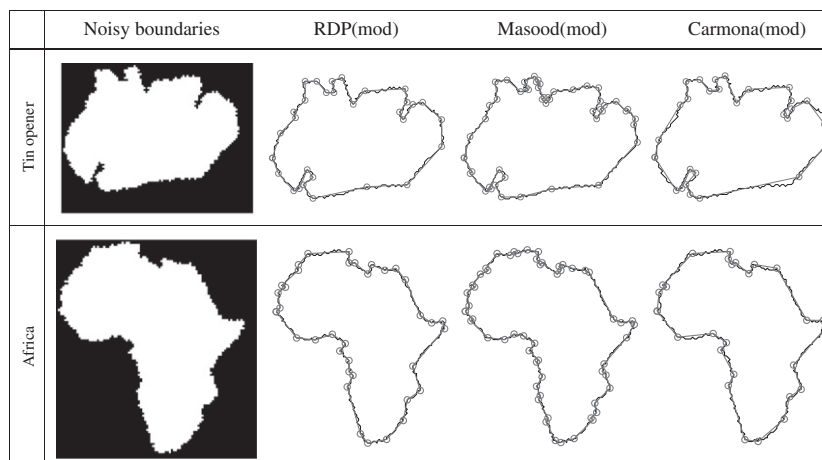 Noisy boundaries RDP(mod) Masood(mod) Carmona(mod)
Tin opener
Africa